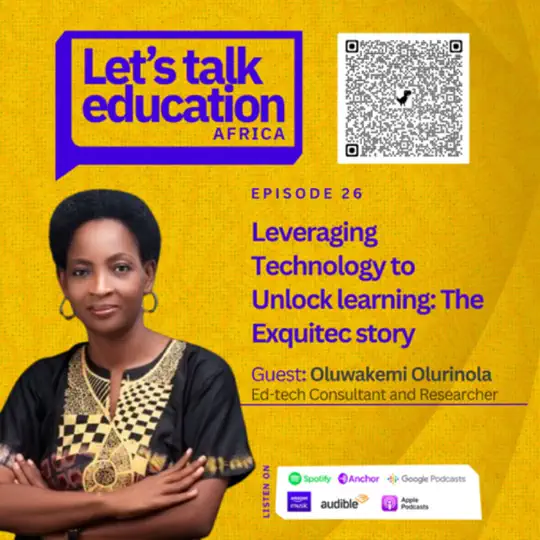 Let's talk
education
AFRICA
EPISODE 26
Leveraging
Technology to
Unlock learning: The
Exquitec story
Guest: Oluwakemi Olurinola
Ed-tech Consultant and Researcher
LISTEN ON
Spotify Anchor Google Podcasts
amazon music audible Apple Podcasts